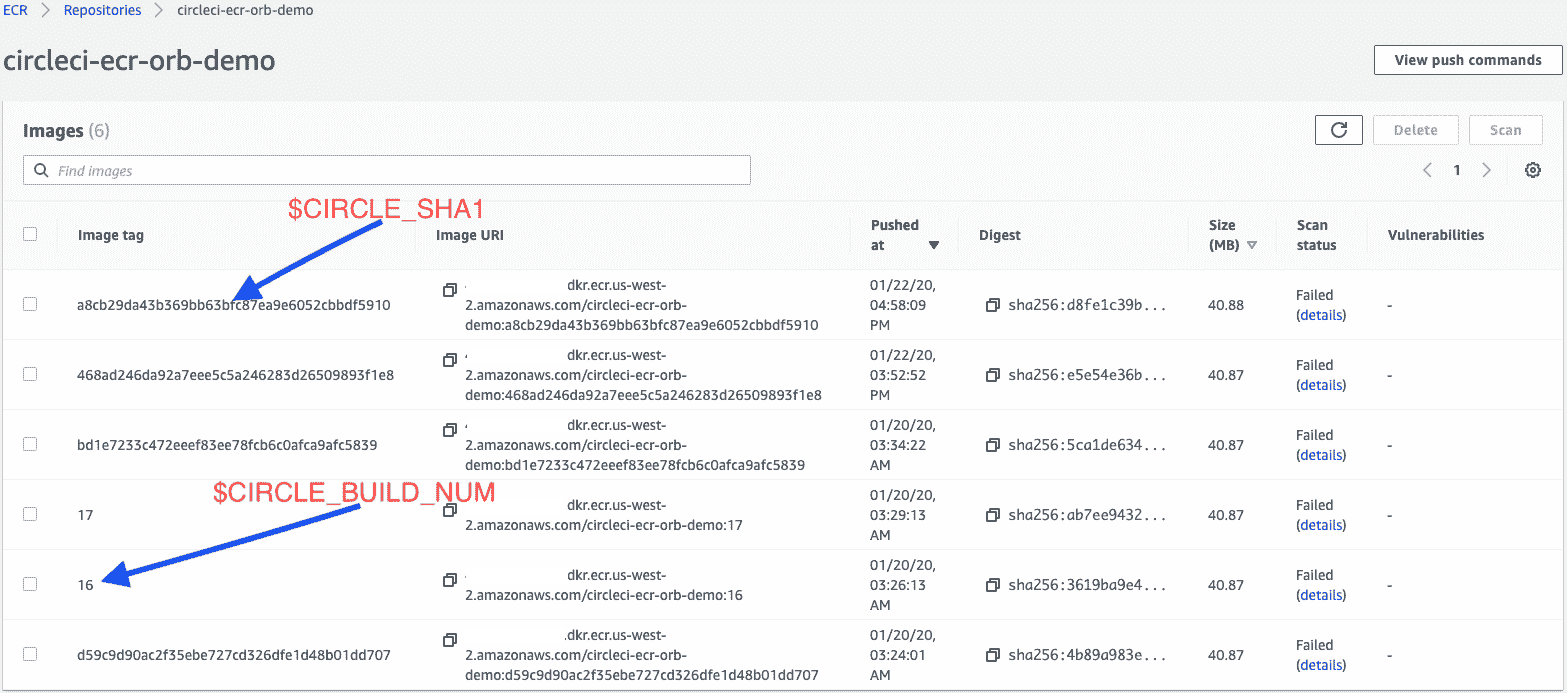 ECR > Repositories > circleci-ecr-orb-demo
circleci-ecr-orb-demo
View push commands
Images (6)
Delete
Scan
Find images
1
$CIRCLE_SHA1
Image tag
Image URI
Pushed
at
Digest
Size
(MB)
Scan
status
Vulnerabilities
a8cb29da43b369bb63bfc87ea9e6052cbbdf5910
dkr.ecr.us-west-
2.amazonaws.com/circleci-ecr-orb-
demo:a8cb29da43b369bb63bfc87ea9e6052cbbdf5910
01/22/20,
04:58:09
PM
sha256:d8fe1c39b...
40.88
Failed
(details)
-
468ad246da92a7eee5c5a246283d26509893f1e8
dkr.ecr.us-west-
2.amazonaws.com/circleci-ecr-orb-
demo:468ad246da92a7eee5c5a246283d26509893f1e8
01/22/20,
03:52:52
PM
sha256:e5e54e36b...
40.87
Failed
(details)
-
bd1e7233c472eeef83ee78fcb6c0afca9afc5839
dkr.ecr.us-west-
2.amazonaws.com/circleci-ecr-orb-
demo:bd1e7233c472eeef83ee78fcb6c0afca9afc5839
01/20/20,
03:34:22
AM
sha256:5ca1de634...
40.87
Failed
(details)
-
$CIRCLE_BUILD_NUM
17
dkr.ecr.us-west-
2.amazonaws.com/circleci-ecr-orb-demo:17
01/20/20,
03:29:13
AM
sha256:ab7ee9432...
40.87
Failed
(details)
-
16
dkr.ecr.us-west-
2.amazonaws.com/circleci-ecr-orb-demo:16
01/20/20,
03:26:13
AM
sha256:3619ba9e4...
40.87
Failed
(details)
-
d59c9d90ac2f35ebe727cd326dfe1d48b01dd707
.dkr.ecr.us-west-
2.amazonaws.com/circleci-ecr-orb-
demo:d59c9d90ac2f35ebe727cd326dfe1d48b01dd707
01/20/20,
03:24:01
AM
sha256:4b89a983e...
40.87
Failed
(details)
-